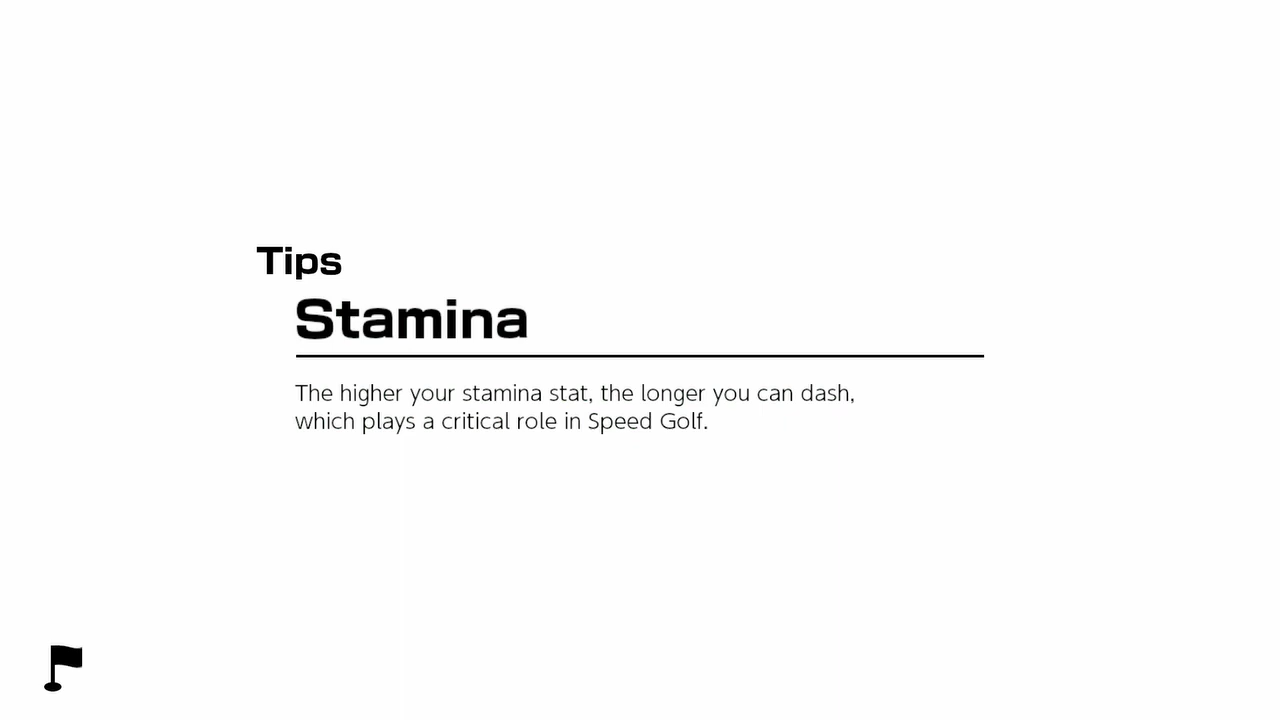 Tips
Stamina
The higher your stamina stat, the longer you can dash,
which plays a critical role in Speed Golf.